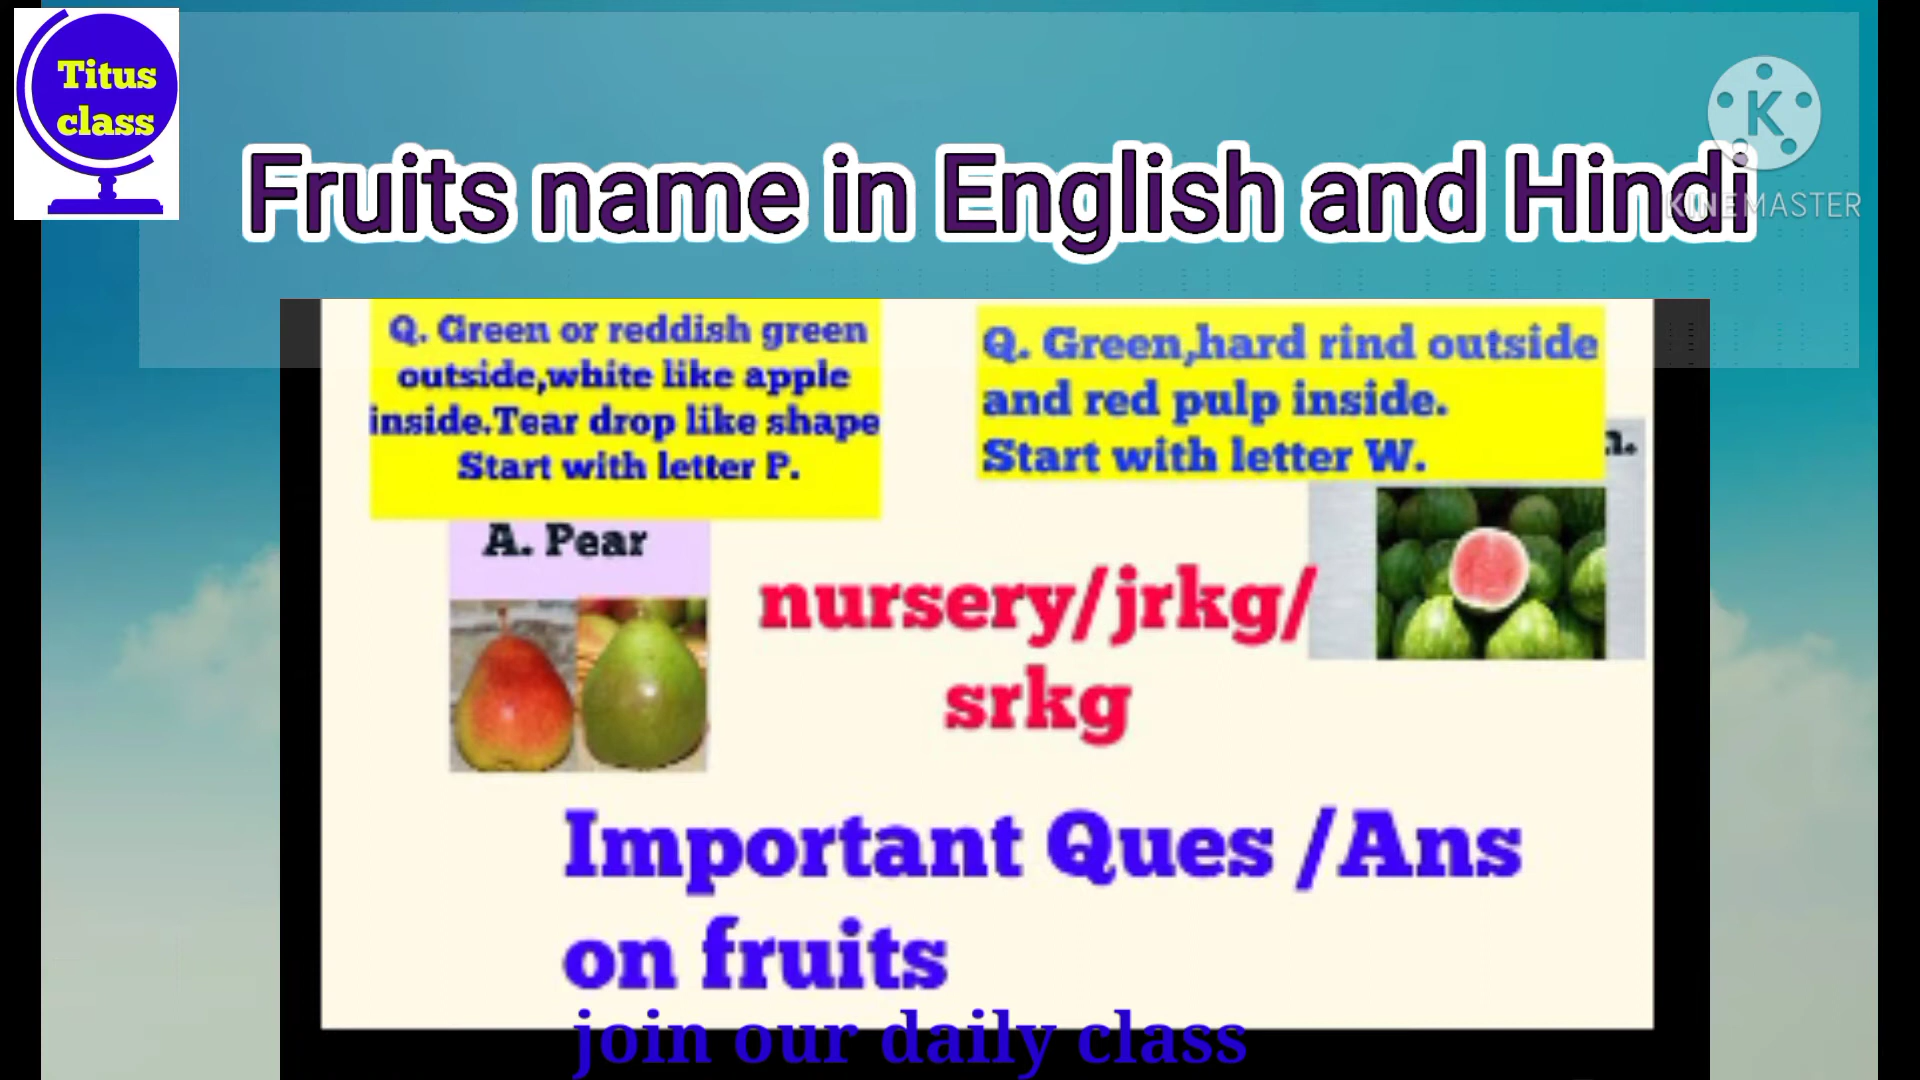 Titus
class
Fruits name in English and Hindi
KINEMASTER
Q. Green or reddish green
outside,white like apple
inside.Tear drop like shape
Start with letter P.
A. Pear
Q. Green,hard rind outside
and red pulp inside.
Start with letter W.
nursery/jrkg/
srkg
Important Ques /Ans
on fruits
join our daily class